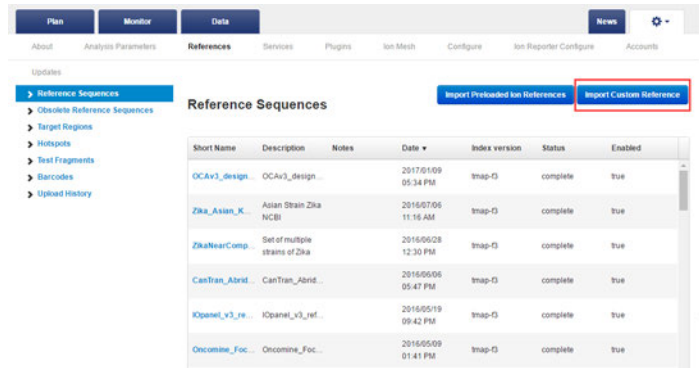 Plan Monitor Data News
About Analysis Parameters References Services Plugins Ion Mesh Configure Ion Reporter Configure Accounts
Updates
Reference Sequences
Obsolete Reference Sequences
Target Regions
Hotspots
Test Fragments
Barcodes
Upload History
Reference Sequences
Import Preloaded Ion References Import Custom Reference
Short Name Description Notes Date Index version Status Enabled
OCAv3_design... OCAv3_design... 2017/01/09 tmap-f3 complete true
05:34 PM
Zika_Asian_K... Asian Strain Zika 2016/07/06 tmap-f3 complete true
NCBI 11:16 AM
ZikaNearComp... Set of multiple 2016/06/28 tmap-f3 complete true
strains of Zika 12:30 PM
CanTran_Abrid... CanTran_Abrid... 2016/06/06 tmap-f3 complete true
05:47 PM
IOpanel_v3_re... IOpanel_v3_ref... 2016/05/19 tmap-f3 complete true
09:42 PM
Oncomine_Foc... Oncomine_Foc... 2016/05/09 tmap-f3 complete true
01:41 PM